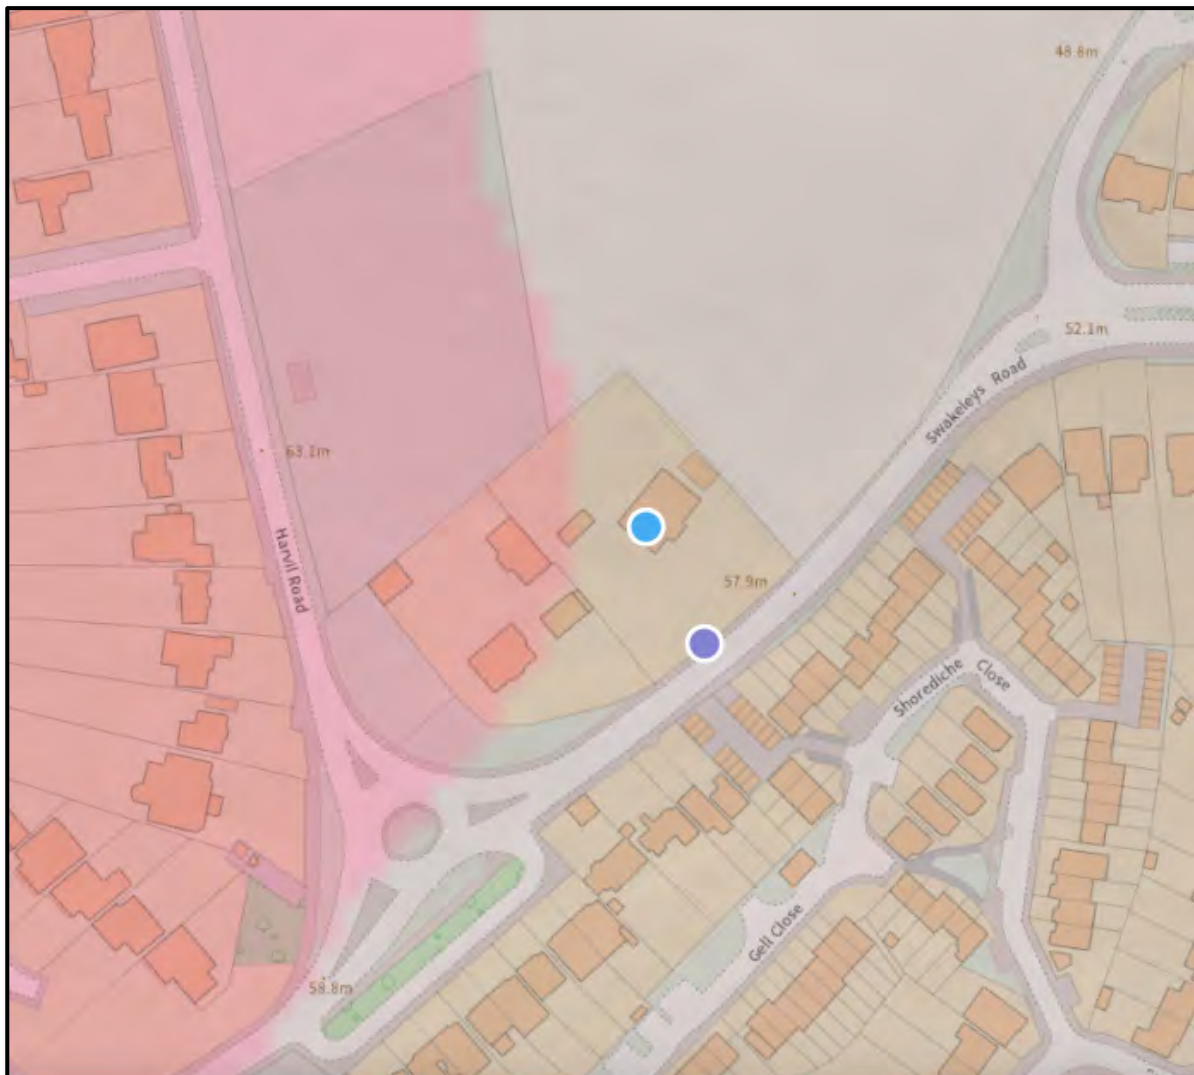 48.8m
52.1m
Swakeleys Road
63.1m
Harvil Road
57.9m
Shorediche Close
Gell Close
58.8m